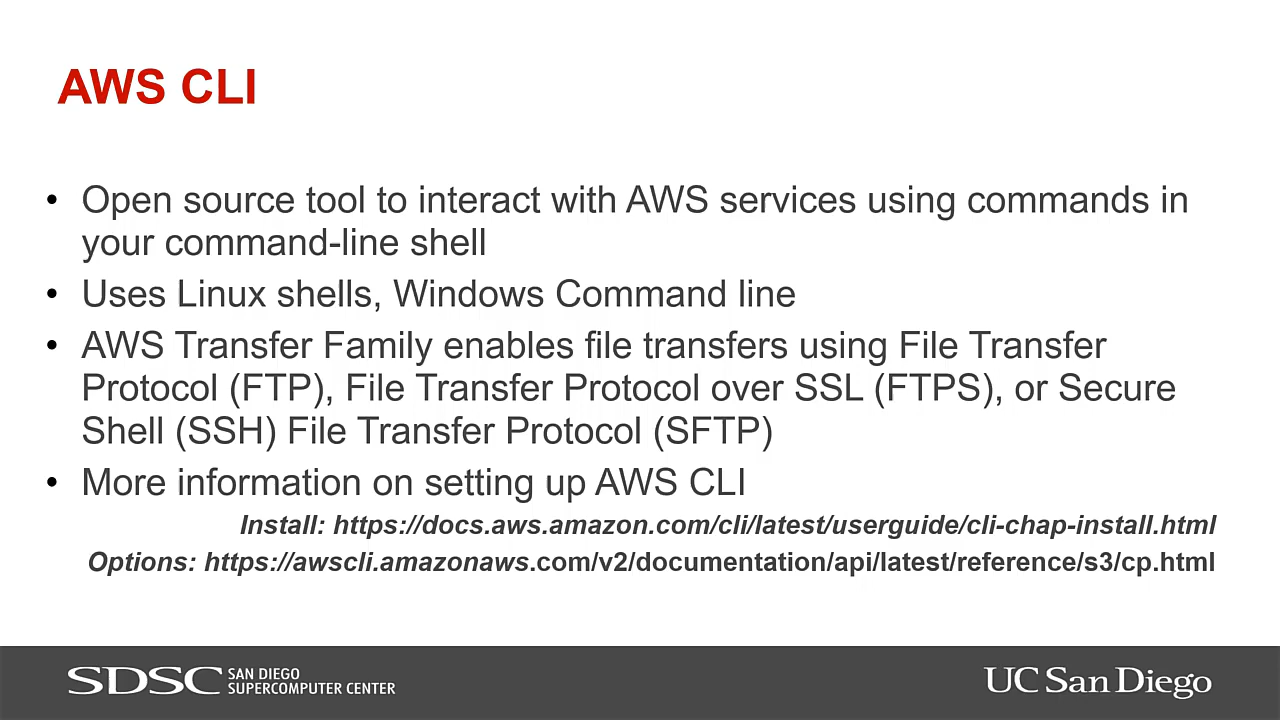 AWS CLI
• Open source tool to interact with AWS services using commands in
your command-line shell
• Uses Linux shells, Windows Command line
• AWS Transfer Family enables file transfers using File Transfer
Protocol (FTP), File Transfer Protocol over SSL (FTPS), or Secure
Shell (SSH) File Transfer Protocol (SFTP)
• More information on setting up AWS CLI
Install: https://docs.aws.amazon.com/cli/latest/userguide/cli-chap-install.html
Options: https://awscli.amazonaws.com/v2/documentation/api/latest/reference/s3/cp.html
SDSC SAN DIEGO
SUPERCOMPUTER CENTER
UC San Diego